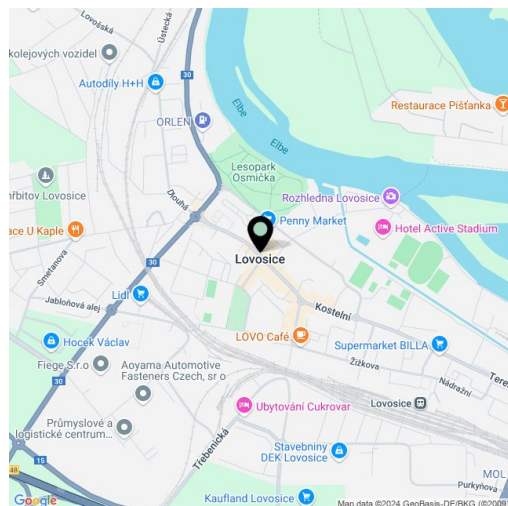 Lovošská
kolejových vozidel
Ústecká
30
Autodíly H+H
Elbe
Restaurace Píšťanka
ORLEN
Elbe
Lesopark
Osmička
hřbitov Lovosice
Rozhledna Lovosice
Dlouhá
Penny Market
ace U Kaple
Hotel Active Stadium
Lovosice
30
Smetanova
Lidl
Jabloňová alej
Kostelní
LOVO Café
Hocek Václav
Supermarket BILLA
Fiege S.r.o
Aoyama Automotive
Fasteners Czech, sr o
Žižkova
30
Nádražní
Tere
Ubytování Cukrovar
Lovosice
Průmyslové a
logistické centrum...
Třebenická
15
Stavebniny
DEK Lovosice
48
MOL
Purkyňova
Kaufland Lovosice
Google
Map data ©2024 GeoBasis-DE/BKG (©2009)